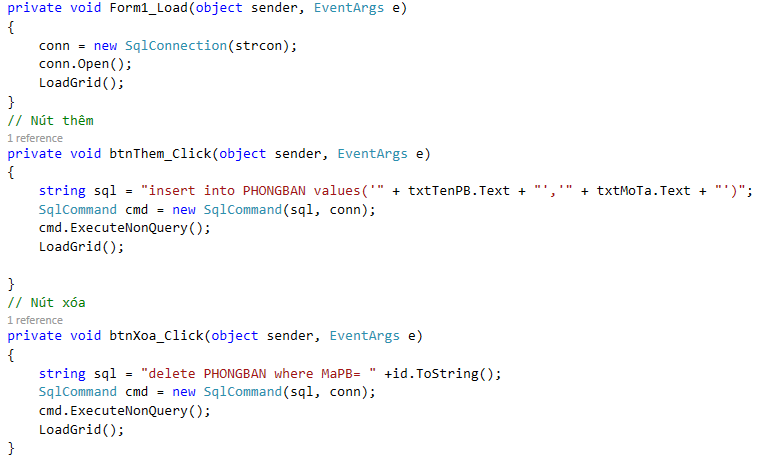 private void Form1_Load(object sender, EventArgs e)
{
    conn = new SqlConnection(strcon);
    conn.Open();
    LoadGrid();
}
// Nút thêm
1 reference
private void btnThem_Click(object sender, EventArgs e)
{
    string sql = "insert into PHONGBAN values('" + txtTenPB.Text + "','" + txtMoTa.Text + "')";
    SqlCommand cmd = new SqlCommand(sql, conn);
    cmd.ExecuteNonQuery();
    LoadGrid();

}
// Nút xóa
1 reference
private void btnXoa_Click(object sender, EventArgs e)
{
    string sql = "delete PHONGBAN where MaPB= " +id.ToString();
    SqlCommand cmd = new SqlCommand(sql, conn);
    cmd.ExecuteNonQuery();
    LoadGrid();
}